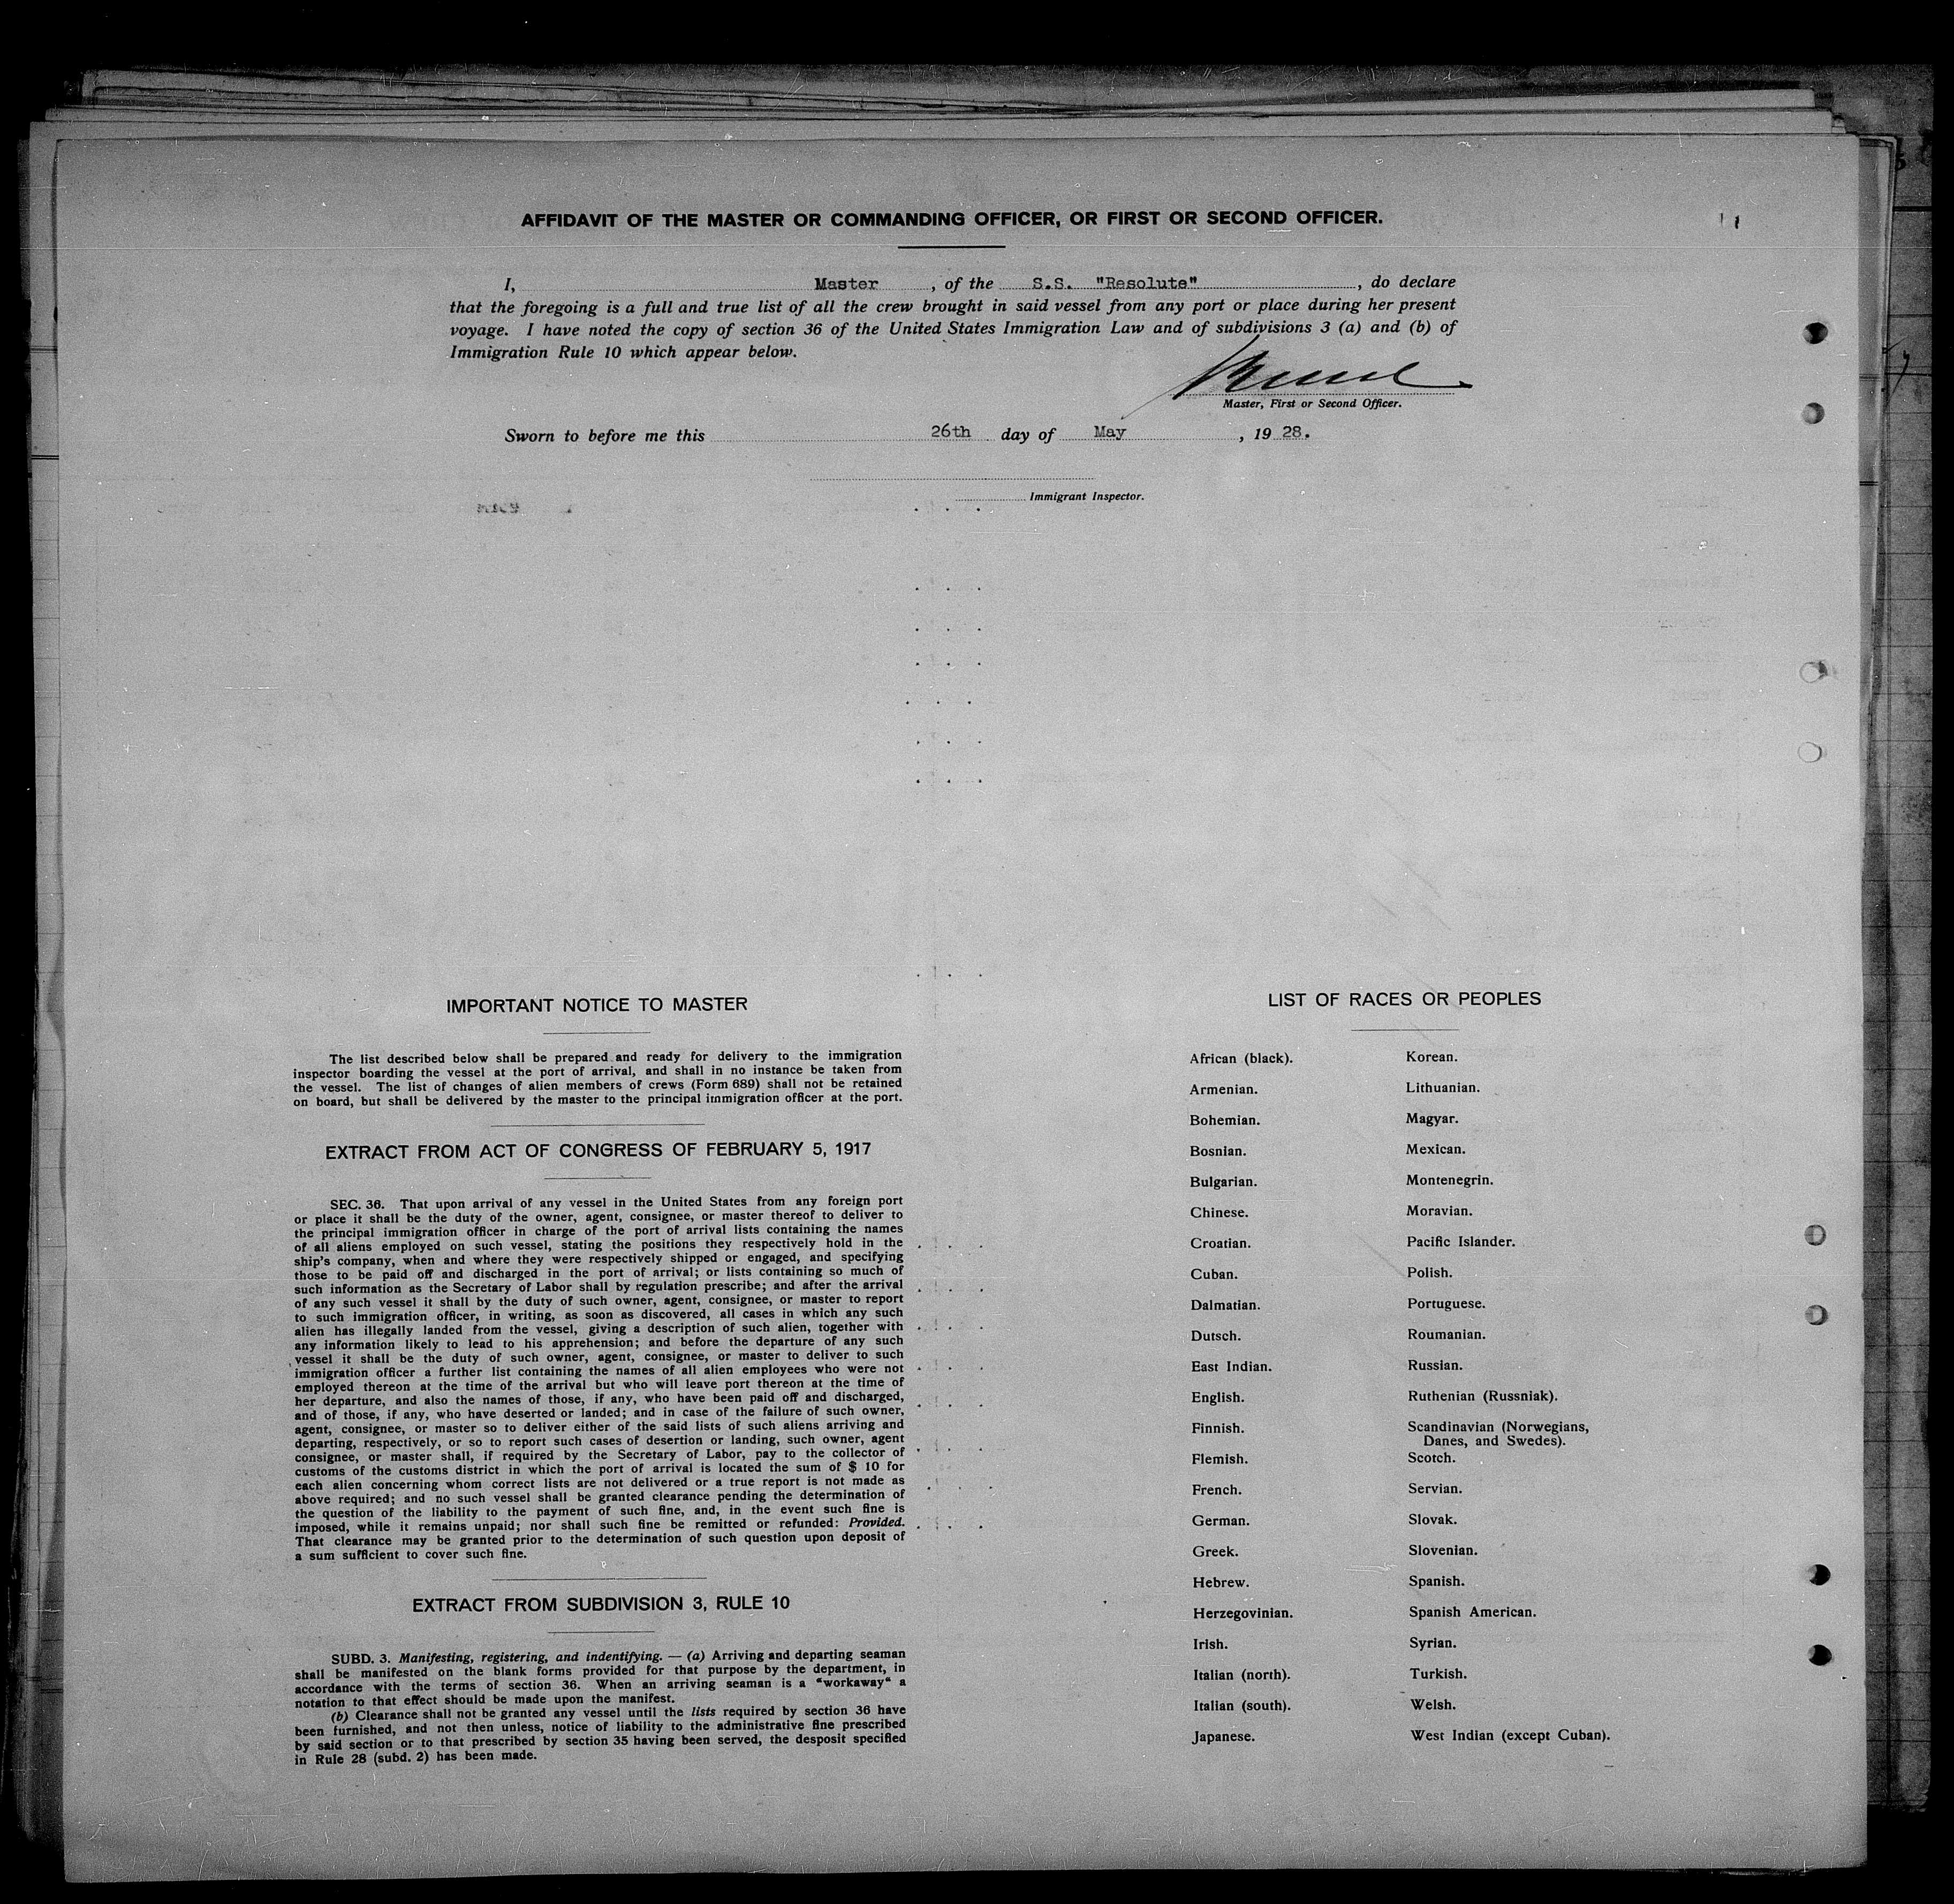 AFFIDAVIT OF THE MASTER OR COMMANDING OFFICER, OR FIRST OR SECOND OFFICER.
I, Master, of the S.S. "Resolute", do declare
that the foregoing is a full and true list of all the crew brought in said vessel from any port or place during her present
voyage. I have noted the copy of section 36 of the United States Immigration Law and of subdivisions 3 (a) and (b) of
Immigration Rule 10 which appear below.
Master, First or Second Officer.
Sworn to before me this 26th day of May, 19 28.
Immigrant Inspector.
IMPORTANT NOTICE TO MASTER
The list described below shall be prepared and ready for delivery to the immigration
inspector boarding the vessel at the port of arrival, and shall in no instance be taken from
the vessel. The list of changes of alien members of crews (Form 689) shall not be retained
on board, but shall be delivered by the master to the principal immigration officer at the port.
EXTRACT FROM ACT OF CONGRESS OF FEBRUARY 5, 1917
SEC. 36. That upon arrival of any vessel in the United States from any foreign port
or place it shall be the duty of the owner, agent, consignee, or master thereof to deliver to
the principal immigration officer in charge of the port of arrival lists containing the names
of all aliens employed on such vessel, stating the positions they respectively hold in the
ship's company, when and where they were respectively shipped or engaged, and specifying
those to be paid off and discharged in the port of arrival; or lists containing so much of
such information as the Secretary of Labor shall by regulation prescribe; and after the arrival
of any such vessel it shall by the duty of such owner, agent, consignee, or master to report
to such immigration officer, in writing, as soon as discovered, all cases in which any such
alien has illegally landed from the vessel, giving a description of such alien, together with
any information likely to lead to his apprehension; and before the departure of any such
vessel it shall be the duty of such owner, agent, consignee, or master to deliver to such
immigration officer a further list containing the names of all alien employees who were not
employed thereon at the time of the arrival but who will leave port thereon at the time of
her departure, and also the names of those, if any, who have been paid off and discharged,
and of those, if any, who have deserted or landed; and in case of the failure of such owner,
agent, consignee, or master so to deliver either of the said lists of such aliens arriving and
departing, respectively, or so to report such cases of desertion or landing, such owner, agent
consignee, or master shall, if required by the Secretary of Labor, pay to the collector of
customs of the customs district in which the port of arrival is located the sum of $ 10 for
each alien concerning whom correct lists are not delivered or a true report is not made as
above required; and no such vessel shall be granted clearance pending the determination of
the question of the liability to the payment of such fine, and, in the event such fine is
imposed, while it remains unpaid; nor shall such fine be remitted or refunded: Provided.
That clearance may be granted prior to the determination of such question upon deposit of
a sum sufficient to cover such fine.
EXTRACT FROM SUBDIVISION 3, RULE 10
SUBD. 3. Manifesting, registering, and indentifying. — (a) Arriving and departing seaman
shall be manifested on the blank forms provided for that purpose by the department, in
accordance with the terms of section 36. When an arriving seaman is a "workaway" a
notation to that effect should be made upon the manifest.
(b) Clearance shall not be granted any vessel until the lists required by section 36 have
been furnished, and not then unless, notice of liability to the administrative fine prescribed
by said section or to that prescribed by section 35 having been served, the desposit specified
in Rule 28 (subd. 2) has been made.
LIST OF RACES OR PEOPLES
African (black).
Armenian.
Bohemian.
Bosnian.
Bulgarian.
Chinese.
Croatian.
Cuban.
Dalmatian.
Dutsch.
East Indian.
English.
Finnish.
Flemish.
French.
German.
Greek.
Hebrew.
Herzegovinian.
Irish.
Italian (north).
Italian (south).
Japanese.
Korean.
Lithuanian.
Magyar.
Mexican.
Montenegrin.
Moravian.
Pacific Islander.
Polish.
Portuguese.
Roumanian.
Russian.
Ruthenian (Russniak).
Scandinavian (Norwegians,
Danes, and Swedes).
Scotch.
Servian.
Slovak.
Slovenian.
Spanish.
Spanish American.
Syrian.
Turkish.
Welsh.
West Indian (except Cuban).